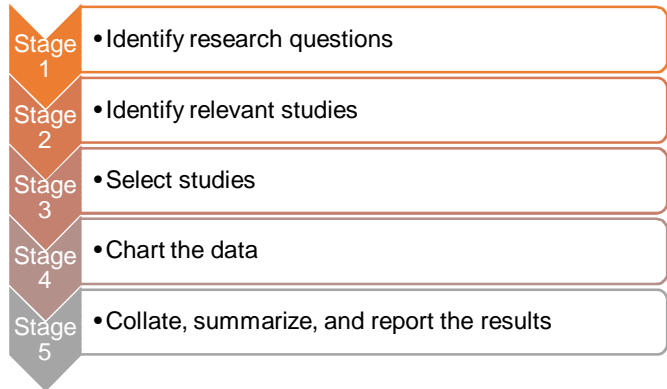 Stage
1
•Identify research questions
Stage
2
•Identify relevant studies
Stage
3
•Select studies
Stage
4
•Chart the data
Stage
5
•Collate, summarize, and report the results